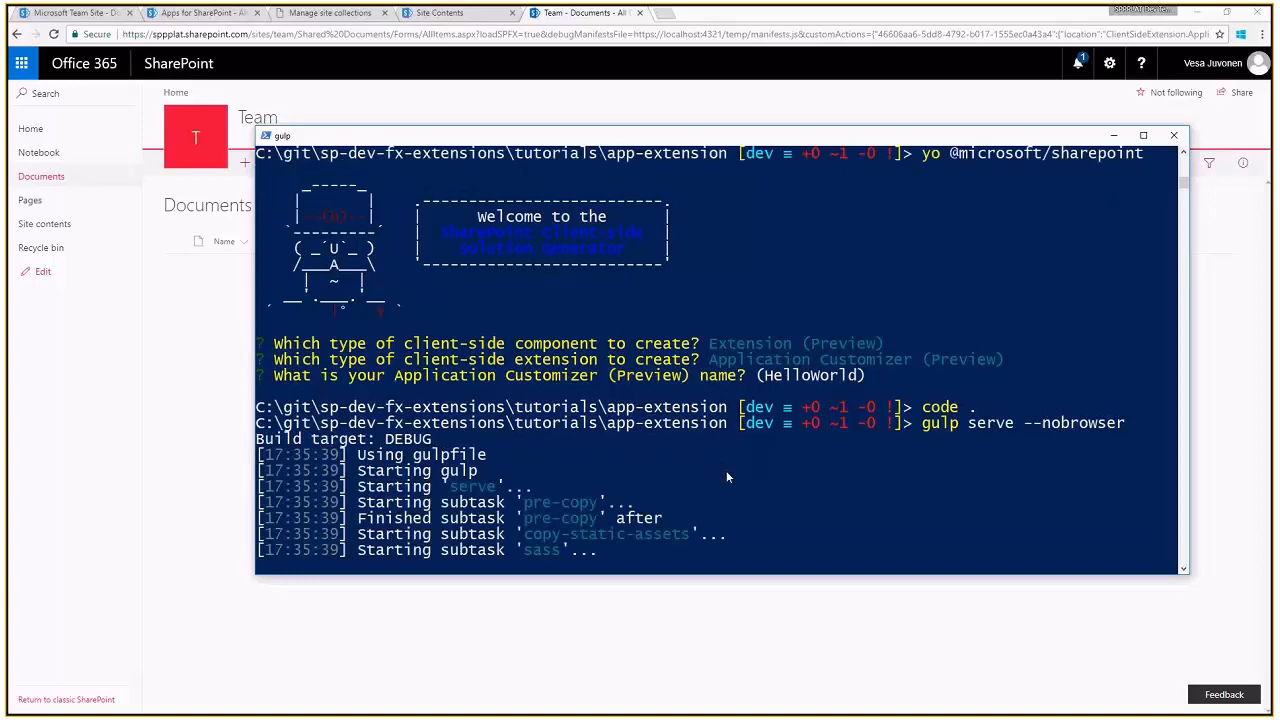 Microsoft Team Site - Do
Apps for SharePoint - Al
Manage site collections
Site Contents
Team - Documents - All D
Secure
https://sppplat.sharepoint.com/sites/team/Shared%20Documents/Forms/AllItems.aspx?loadSPFX=true&debugManifestsFile=https://localhost:4321/temp/manifests.js&customActions={"46606aa6-5dd8-4792-b017-1555ec0a43a4":{"location":"ClientSideExtension.Appli
Office 365
SharePoint
1
?
Vesa Juvonen
Search
Home
Not following
Share
Home
Notebook
Documents
Pages
Site contents
Recycle bin
Edit
T
Team
Documents
Name
gulp
C:\git\sp-dev-fx-extensions\tutorials\app-extension [dev ≡ +0 ~1 -0 !]> yo @microsoft/sharepoint
Welcome to the
SharePoint Client-side
Solution Generator
? Which type of client-side component to create? Extension (Preview)
? Which type of client-side extension to create? Application Customizer (Preview)
? What is your Application Customizer (Preview) name? (HelloWorld)
C:\git\sp-dev-fx-extensions\tutorials\app-extension [dev ≡ +0 ~1 -0 !]> code .
C:\git\sp-dev-fx-extensions\tutorials\app-extension [dev ≡ +0 ~1 -0 !]> gulp serve --nobrowser
Build target: DEBUG
[17:35:39] Using gulpfile
[17:35:39] Starting gulp
[17:35:39] Starting 'serve'...
[17:35:39] Starting subtask 'pre-copy'...
[17:35:39] Finished subtask 'pre-copy' after
[17:35:39] Starting subtask 'copy-static-assets'...
[17:35:39] Starting subtask 'sass'...
Return to classic SharePoint
Feedback